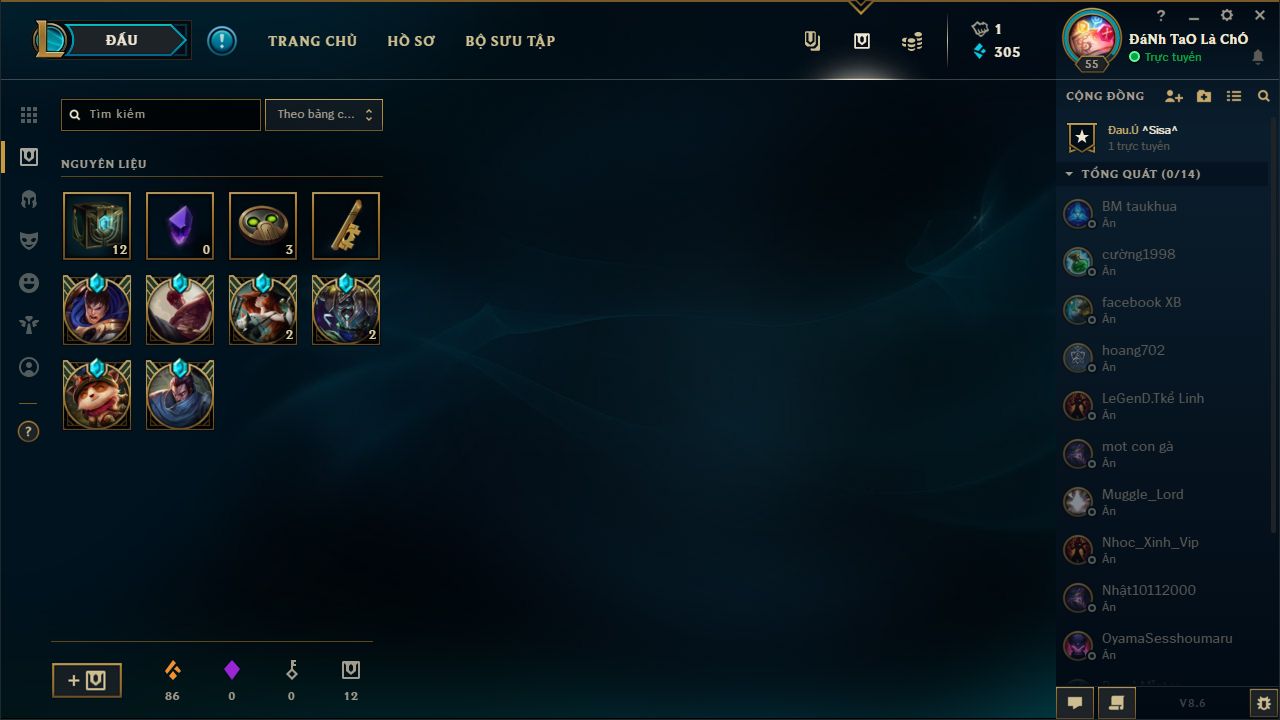 ĐẤU
TRANG CHỦ
HỒ SƠ
BỘ SƯU TẬP
1
305
55
ĐáNh TaO Là ChÓ
Trực tuyến
Tìm kiếm
Theo bảng c...
NGUYÊN LIỆU
12
0
3
2
2
86
0
0
12
CỘNG ĐỒNG
Đau.Ủ ^Sisa^
1 trực tuyến
TỔNG QUÁT (0/14)
BM taukhua
Ẩn
cường1998
Ẩn
facebook XB
Ẩn
hoang702
Ẩn
LeGenD.Tkể Linh
Ẩn
mot con gà
Ẩn
Muggle_Lord
Ẩn
Nhoc_Xinh_Vip
Ẩn
Nhật10112000
Ẩn
OyamaSesshoumaru
Ẩn
V8.6